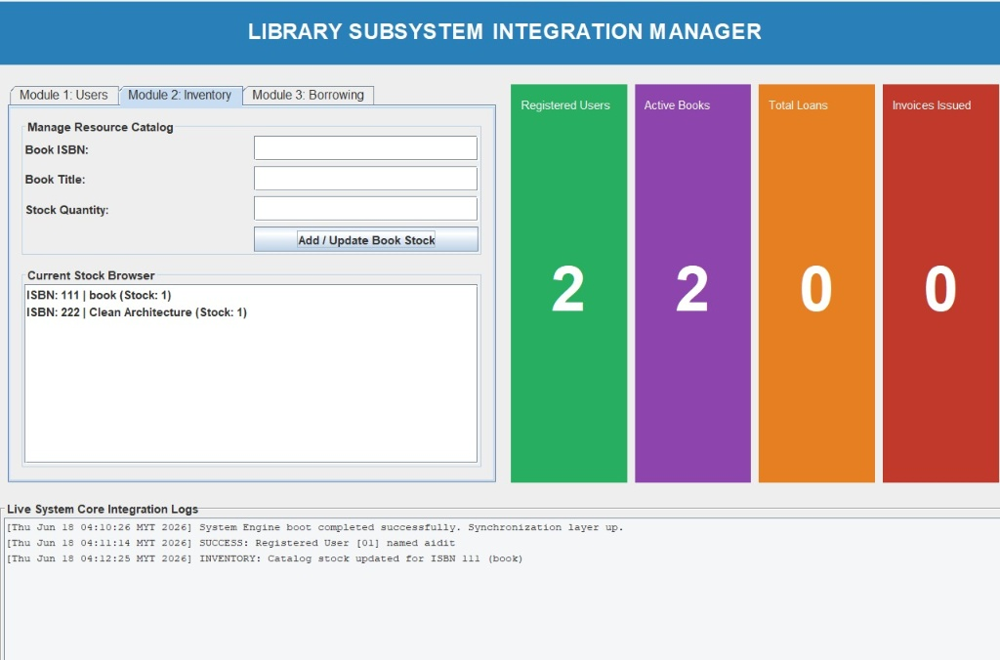 LIBRARY SUBSYSTEM INTEGRATION MANAGER
Module 1: Users
Module 2: Inventory
Module 3: Borrowing
Manage Resource Catalog
Book ISBN:
Book Title:
Stock Quantity:
Add / Update Book Stock
Current Stock Browser
ISBN: 111 | book (Stock: 1)
ISBN: 222 | Clean Architecture (Stock: 1)
Registered Users
2
Active Books
2
Total Loans
0
Invoices Issued
0
Live System Core Integration Logs
[Thu Jun 18 04:10:26 MYT 2026] System Engine boot completed successfully. Synchronization layer up.
[Thu Jun 18 04:11:14 MYT 2026] SUCCESS: Registered User [01] named aidit
[Thu Jun 18 04:12:25 MYT 2026] INVENTORY: Catalog stock updated for ISBN 111 (book)